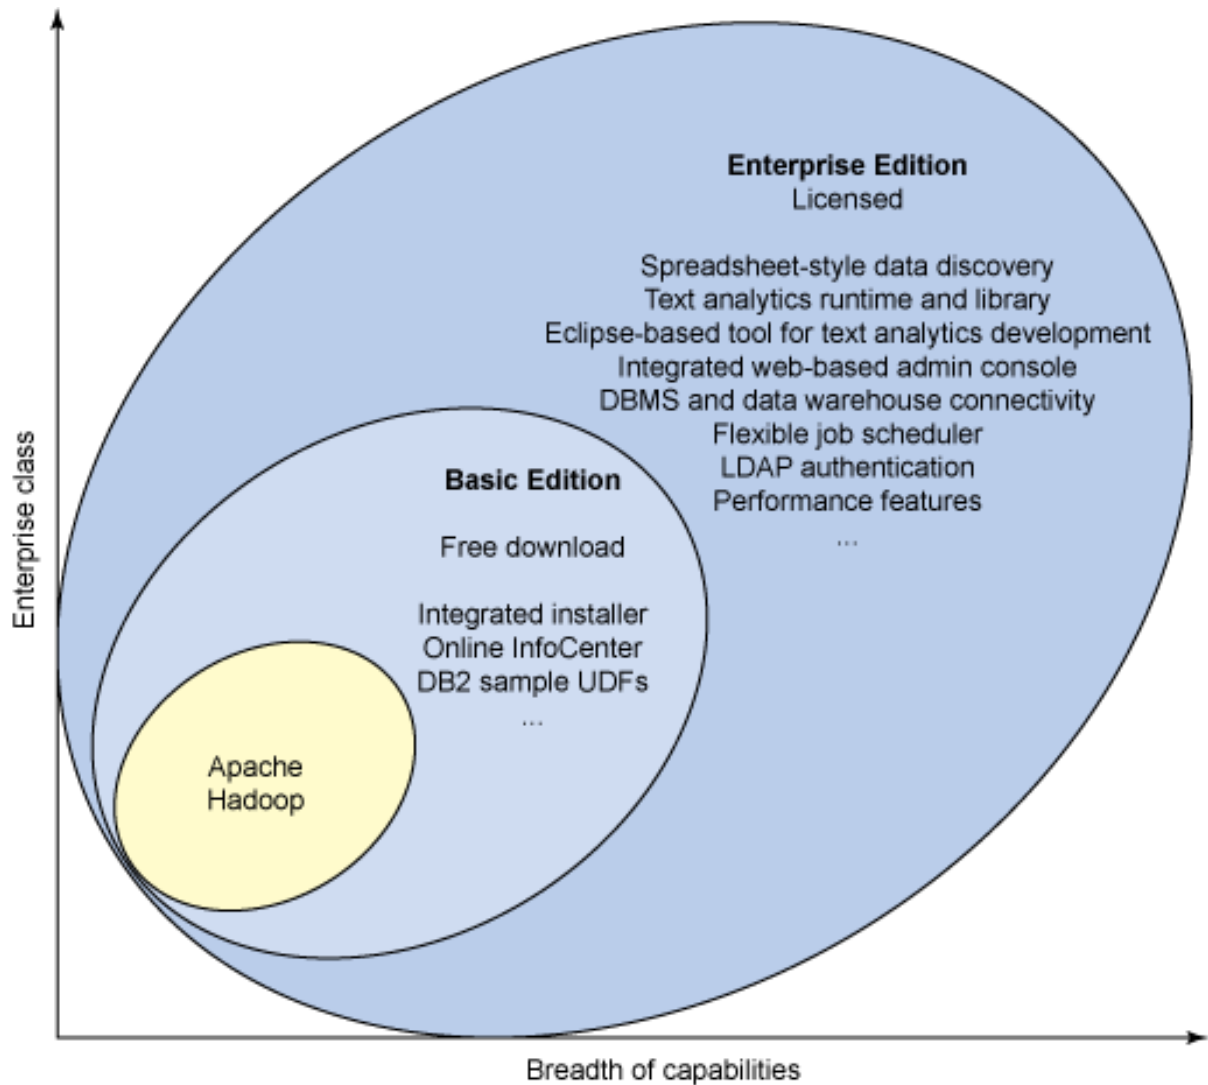 Enterprise Edition
Licensed
Spreadsheet-style data discovery
Text analytics runtime and library
Eclipse-based tool for text analytics development
Integrated web-based admin console
DBMS and data warehouse connectivity
Flexible job scheduler
LDAP authentication
Performance features
...
Basic Edition
Free download
Integrated installer
Online InfoCenter
DB2 sample UDFs
...
Apache
Hadoop
Enterprise class
Breadth of capabilities